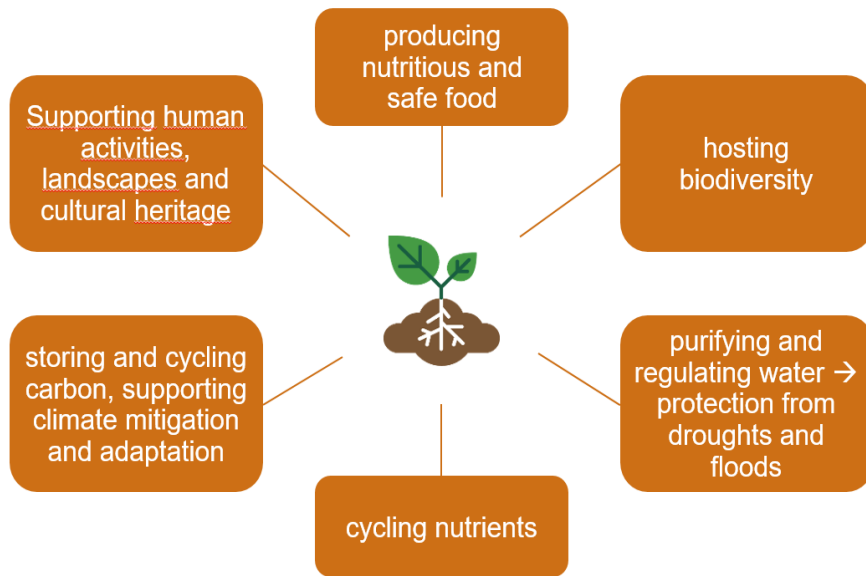 producing
nutritious and
safe food
Supporting human
activities,
landscapes and
cultural heritage
hosting
biodiversity
storing and cycling
carbon, supporting
climate mitigation
and adaptation
purifying and
regulating water →
protection from
droughts and
floods
cycling nutrients